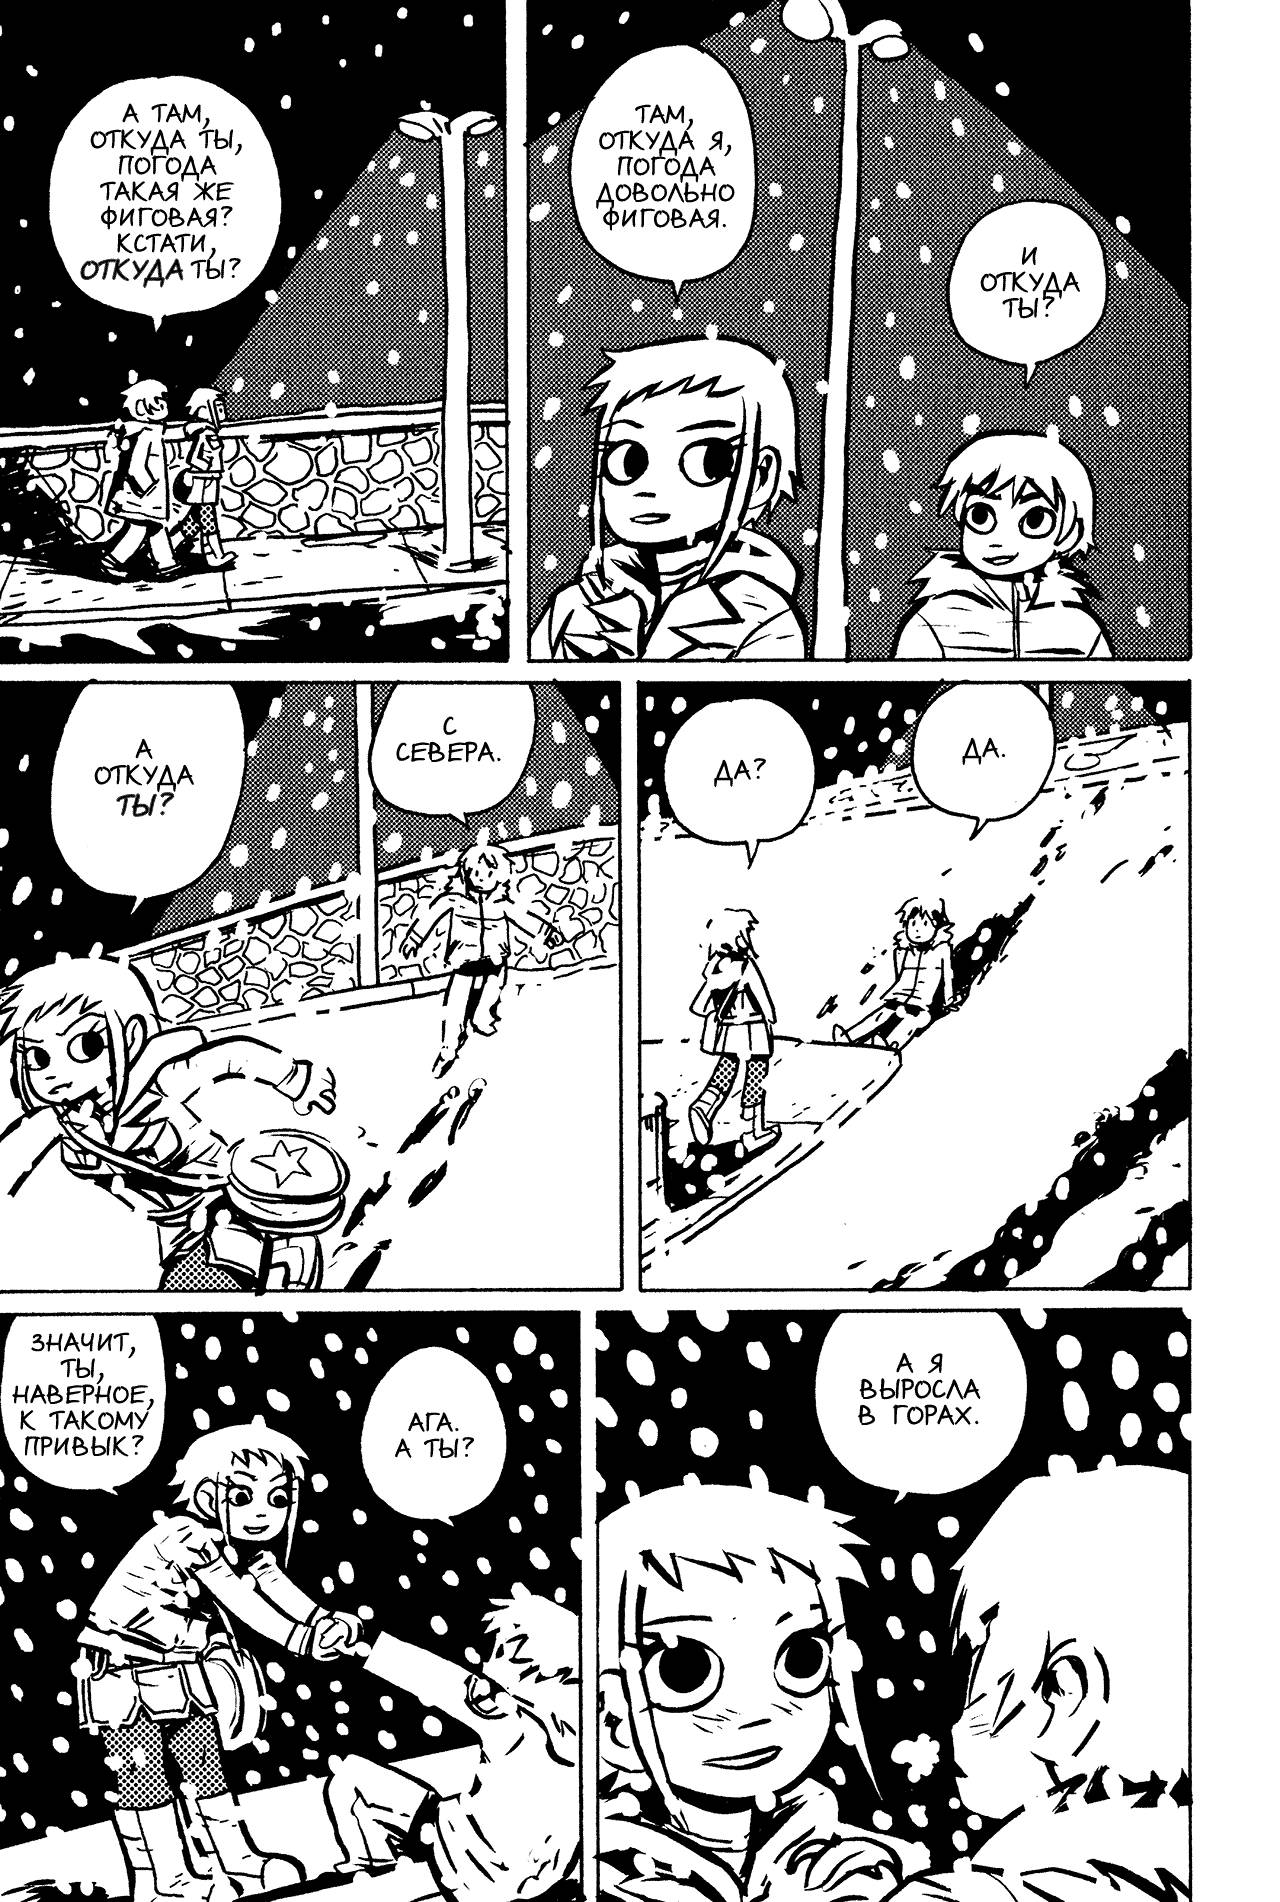 А ТАМ,
ОТКУДА ТЫ,
ПОГОДА
ТАКАЯ ЖЕ
ФИГОВАЯ?
КСТАТИ,
ОТКУДА ТЫ?
ТАМ,
ОТКУДА Я,
ПОГОДА
ДОВОЛЬНО
ФИГОВАЯ.
И
ОТКУДА
ТЫ?
А
ОТКУДА
ТЫ?
С
СЕВЕРА.
ДА?
ДА.
ЗНАЧИТ,
ТЫ,
НАВЕРНОЕ,
К ТАКОМУ
ПРИВЫК?
АГА.
А ТЫ?
А Я
ВЫРОСЛА
В ГОРАХ.